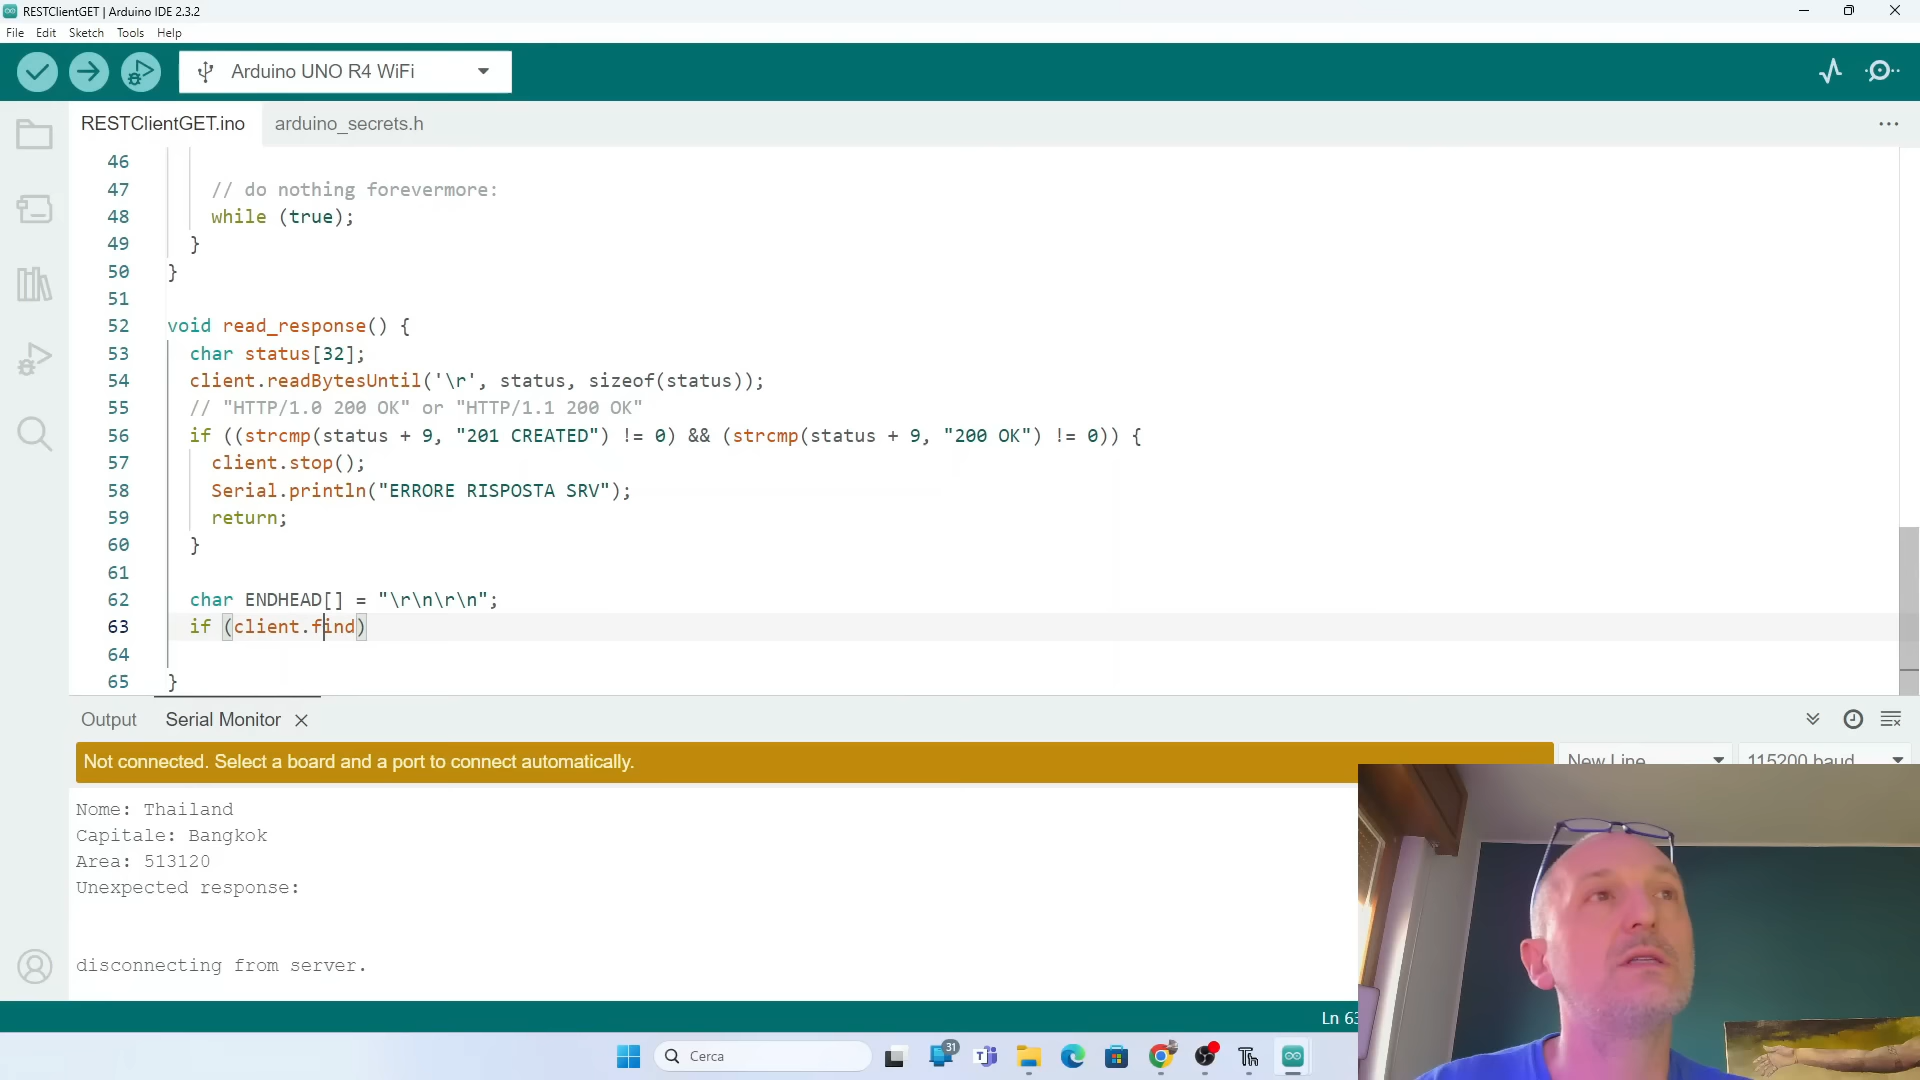 RESTClientGET | Arduino IDE 2.3.2
File Edit Sketch Tools Help
Arduino UNO R4 WiFi
RESTClientGET.ino arduino_secrets.h
46
47 // do nothing forevermore:
48 while (true);
49 }
50 }
51
52 void read_response() {
53 char status[32];
54 client.readBytesUntil('\r', status, sizeof(status));
55 // "HTTP/1.0 200 OK" or "HTTP/1.1 200 OK"
56 if ((strcmp(status + 9, "201 CREATED") != 0) && (strcmp(status + 9, "200 OK") != 0)) {
57 client.stop();
58 Serial.println("ERRORE RISPOSTA SRV");
59 return;
60 }
61
62 char ENDHEAD[] = "\r\n\r\n";
63 if (client.find)
64
65 }
Output Serial Monitor
Not connected. Select a board and a port to connect automatically.
New Line 115200 baud
Nome: Thailand
Capitale: Bangkok
Area: 513120
Unexpected response:
disconnecting from server.
Ln 63
Cerca
31